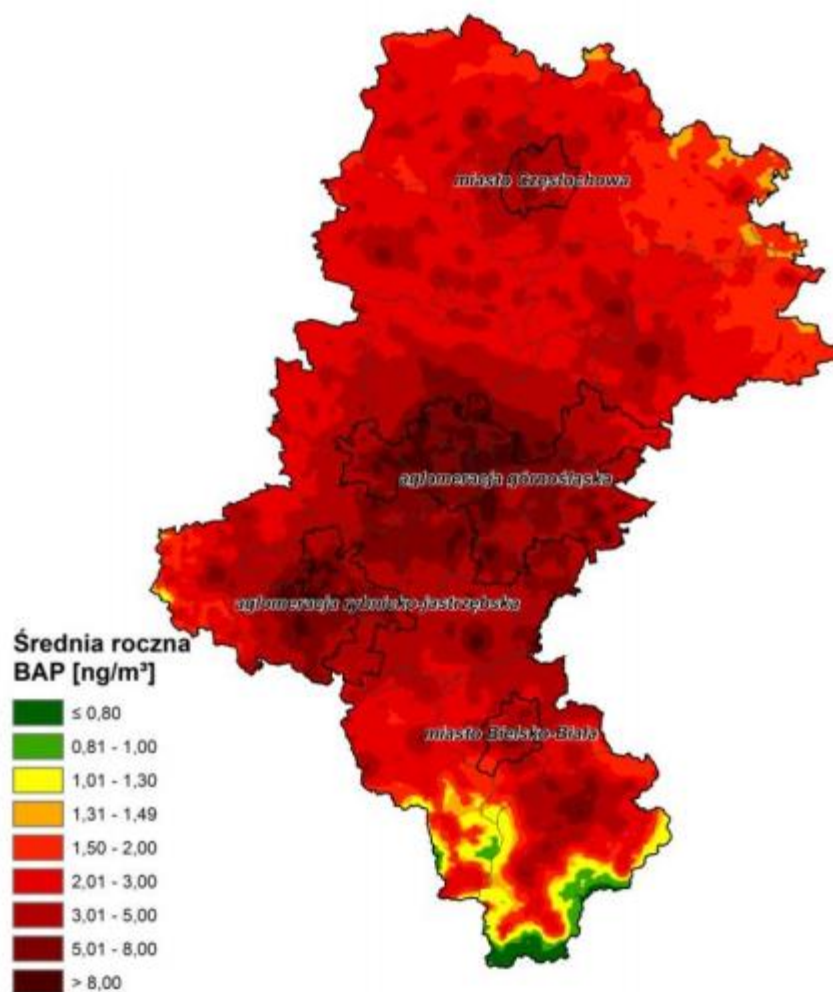 miasto Częstochowa
aglomeracja górnośląska
aglomeracja rybnicko-jastrzębska
miasto Bielsko-Biała
Średnia roczna
BAP [ng/m³]
≤ 0,80
0,81 - 1,00
1,01 - 1,30
1,31 - 1,49
1,50 - 2,00
2,01 - 3,00
3,01 - 5,00
5,01 - 8,00
> 8,00